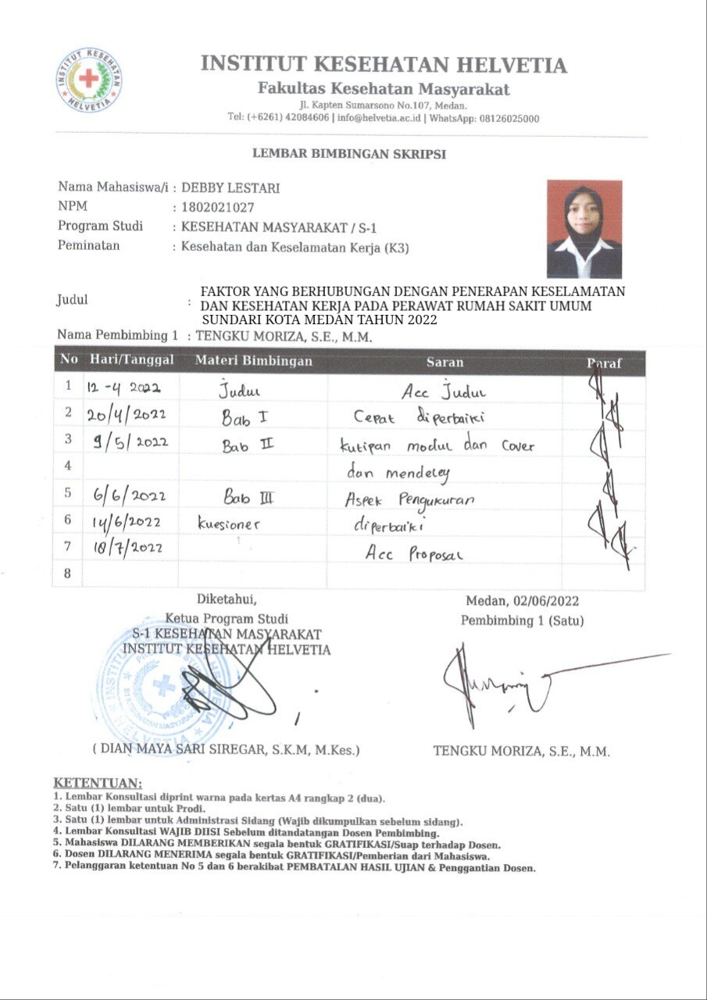 INSTITUT KESEHATAN HELVETIA
INSTITUT KESEHATAN HELVETIA
Fakultas Kesehatan Masyarakat
Jl. Kapten Sumarsono No.107, Medan.
Tel: (+6261) 42084606 | info@helvetia.ac.id | WhatsApp: 08126025000
LEMBAR BIMBINGAN SKRIPSI
Nama Mahasiswa/i : DEBBY LESTARI
NPM : 1802021027
Program Studi : KESEHATAN MASYARAKAT / S-1
Peminatan : Kesehatan dan Keselamatan Kerja (K3)
Judul : FAKTOR YANG BERHUBUNGAN DENGAN PENERAPAN KESELAMATAN
DAN KESEHATAN KERJA PADA PERAWAT RUMAH SAKIT UMUM
SUNDARI KOTA MEDAN TAHUN 2022
Nama Pembimbing 1 : TENGKU MORIZA, S.E., M.M.
No Hari/Tanggal Materi Bimbingan Saran Paraf
1 12-4 2022 Judul Acc Judul
2 20/4/2022 Bab I Cepat diperbaiki
3 9/5/2022 Bab II kutipan modul dan Cover
4 dan mendeley
5 6/6/2022 Bab III Aspek Pengukuran
6 14/6/2022 kuesioner diperbaiki
7 18/7/2022 Acc Proposal
8
Diketahui,
Ketua Program Studi
S-1 KESEHATAN MASYARAKAT
INSTITUT KESEHATAN HELVETIA
Medan, 02/06/2022
Pembimbing 1 (Satu)
( DIAN MAYA SARI SIREGAR, S.K.M, M.Kes.)
TENGKU MORIZA, S.E., M.M.
KETENTUAN:
1. Lembar Konsultasi diprint warna pada kertas A4 rangkap 2 (dua).
2. Satu (1) lembar untuk Prodi.
3. Satu (1) lembar untuk Administrasi Sidang (Wajib dikumpulkan sebelum sidang).
4. Lembar Konsultasi WAJIB DIISI Sebelum ditandatangan Dosen Pembimbing.
5. Mahasiswa DILARANG MEMBERIKAN segala bentuk GRATIFIKASI/Suap terhadap Dosen.
6. Dosen DILARANG MENERIMA segala bentuk GRATIFIKASI/Pemberian dari Mahasiswa.
7. Pelanggaran ketentuan No 5 dan 6 berakibat PEMBATALAN HASIL UJIAN & Penggantian Dosen.